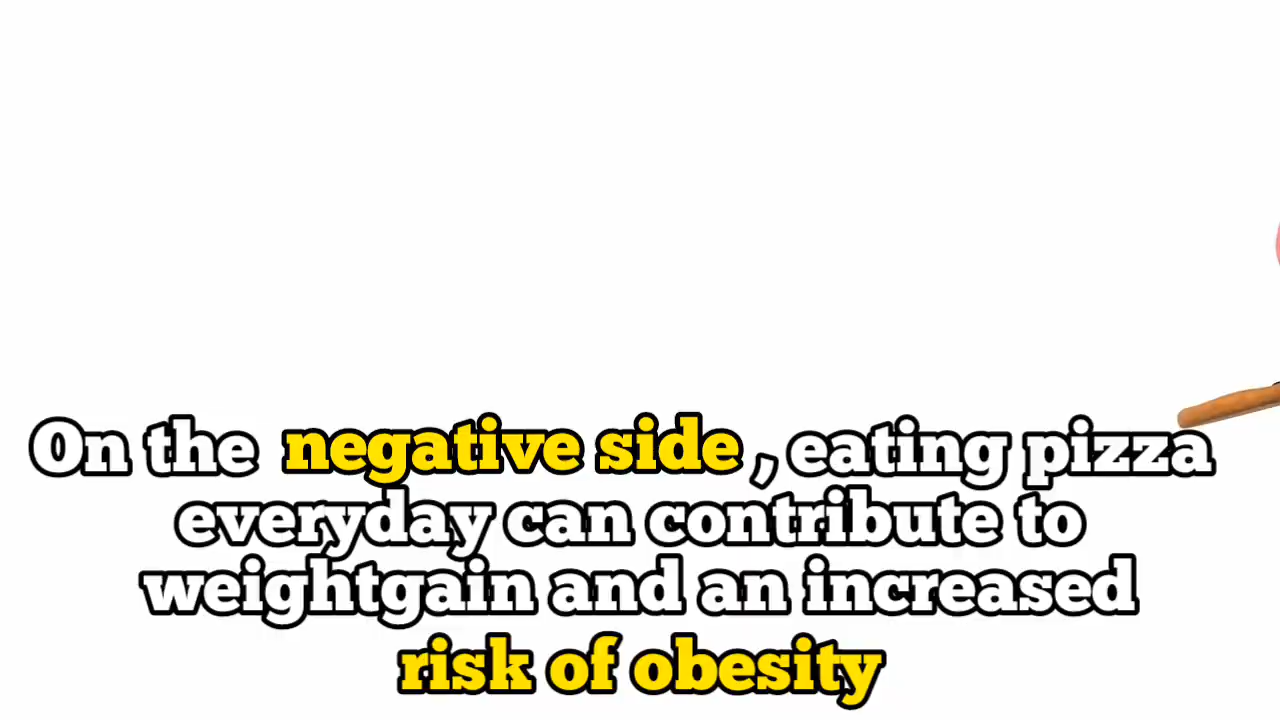 On the negative side, eating pizza
everyday can contribute to
weightgain and an increased
risk of obesity